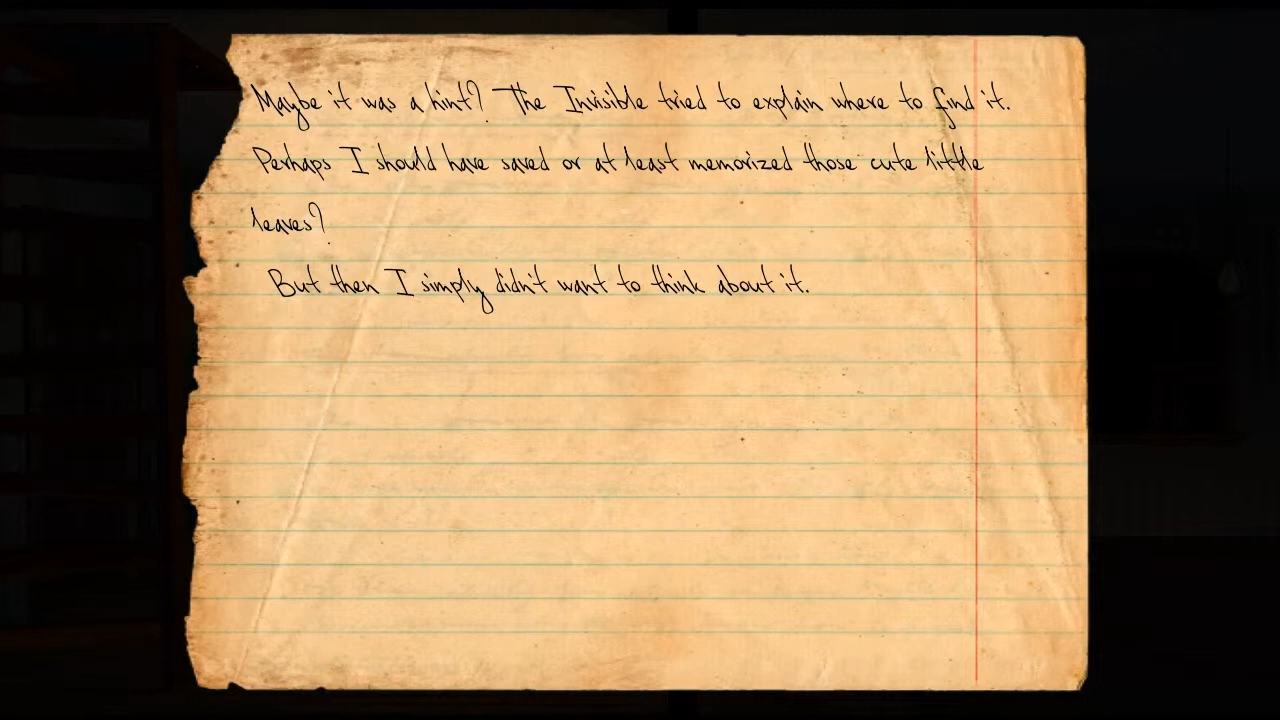 Maybe it was a hint? The Invisible tried to explain where to find it.
Perhaps I should have saved or at least memorized those cute little
leaves?
But then I simply didn't want to think about it.